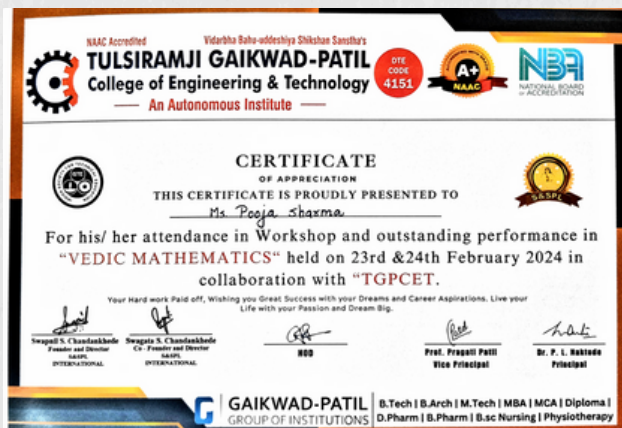 NAAC Accredited Vidarbha Bahu-uddeshiya Shikshan Sanstha's
TULSIRAMJI GAIKWAD-PATIL
College of Engineering & Technology
An Autonomous Institute
DTE
CODE
4151
A+
NAAC
NBA
NATIONAL BOARD
of ACCREDITATION
CERTIFICATE
OF APPRECIATION
THIS CERTIFICATE IS PROUDLY PRESENTED TO
Ms Pooja Sharma
S&SPL
For his/ her attendance in Workshop and outstanding performance in
“VEDIC MATHEMATICS“ held on 23rd &24th February 2024 in
collaboration with “TGPCET.
Your Hard work Paid off, Wishing you Great Success with your Dreams and Career Aspirations. Live your
Life with your Passion and Dream Big.
Swapnil S. Chandankhede
Founder and Director
S&SPL
INTERNATIONAL
Swagata S. Chandankhede
Co - Founder and Director
S&SPL
INTERNATIONAL
HOD
Prof. Pragati Patil
Vice Principal
Dr. P. L. Naktode
Principal
GAIKWAD-PATIL
GROUP OF INSTITUTIONS
B.Tech | B.Arch | M.Tech | MBA | MCA | Diploma |
D.Pharm | B.Pharm | B.sc Nursing | Physiotherapy